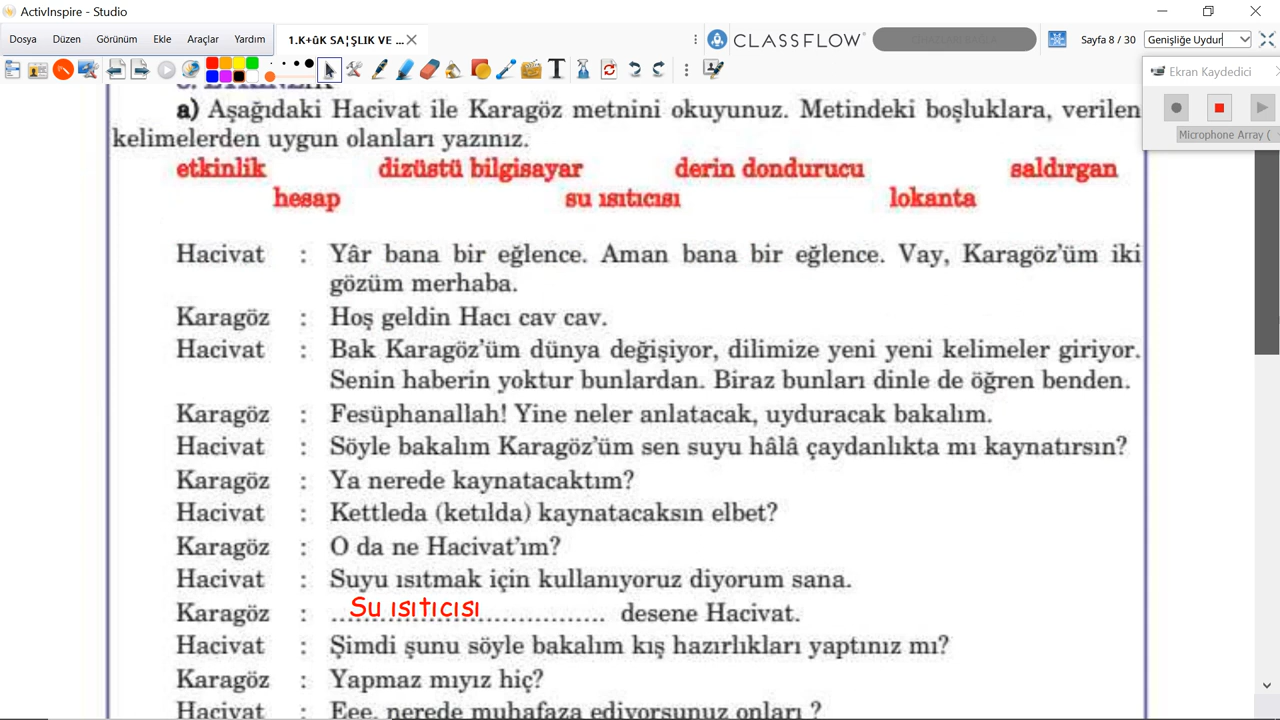 ActivInspire - Studio
Dosya Düzen Görünüm Ekle Araçlar Yardım
1.K+ûK SA¦ŞLIK VE ...
CLASSFLOW
Sayfa 8 / 30
Genişliğe Uydur
Ekran Kaydedici
Microphone Array (
a) Aşağıdaki Hacivat ile Karagöz metnini okuyunuz. Metindeki boşluklara, verilen
kelimelerden uygun olanları yazınız.
etkinlik dizüstü bilgisayar derin dondurucu saldırgan
hesap su ısıtıcısı lokanta
Hacivat : Yâr bana bir eğlence. Aman bana bir eğlence. Vay, Karagöz’üm iki
gözüm merhaba.
Karagöz : Hoş geldin Hacı cav cav.
Hacivat : Bak Karagöz’üm dünya değişiyor, dilimize yeni yeni kelimeler giriyor.
Senin haberin yoktur bunlardan. Biraz bunları dinle de öğren benden.
Karagöz : Fesüphanallah! Yine neler anlatacak, uyduracak bakalım.
Hacivat : Söyle bakalım Karagöz’üm sen suyu hâlâ çaydanlıkta mı kaynatırsın?
Karagöz : Ya nerede kaynatacaktım?
Hacivat : Kettleda (ketılda) kaynatacaksın elbet?
Karagöz : O da ne Hacivat’ım?
Hacivat : Suyu ısıtmak için kullanıyoruz diyorum sana.
Karagöz : Su ısıtıcısı desene Hacivat.
Hacivat : Şimdi şunu söyle bakalım kış hazırlıkları yaptınız mı?
Karagöz : Yapmaz mıyız hiç?
Hacivat : Eee, nerede muhafaza ediyorsunuz onları ?